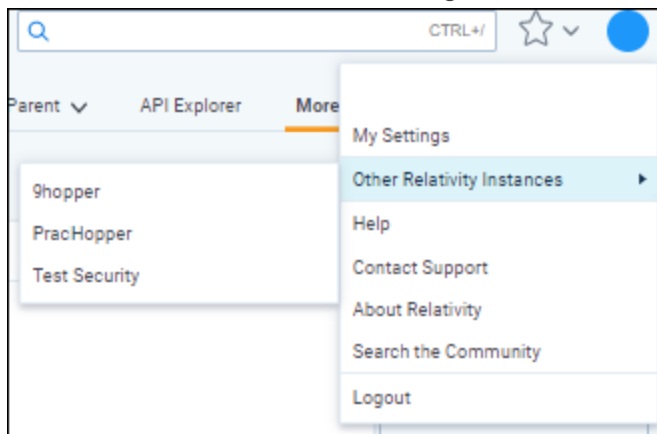 CTRL+/
Parent
API Explorer
More
My Settings
Other Relativity Instances
9hopper
PracHopper
Test Security
Help
Contact Support
About Relativity
Search the Community
Logout